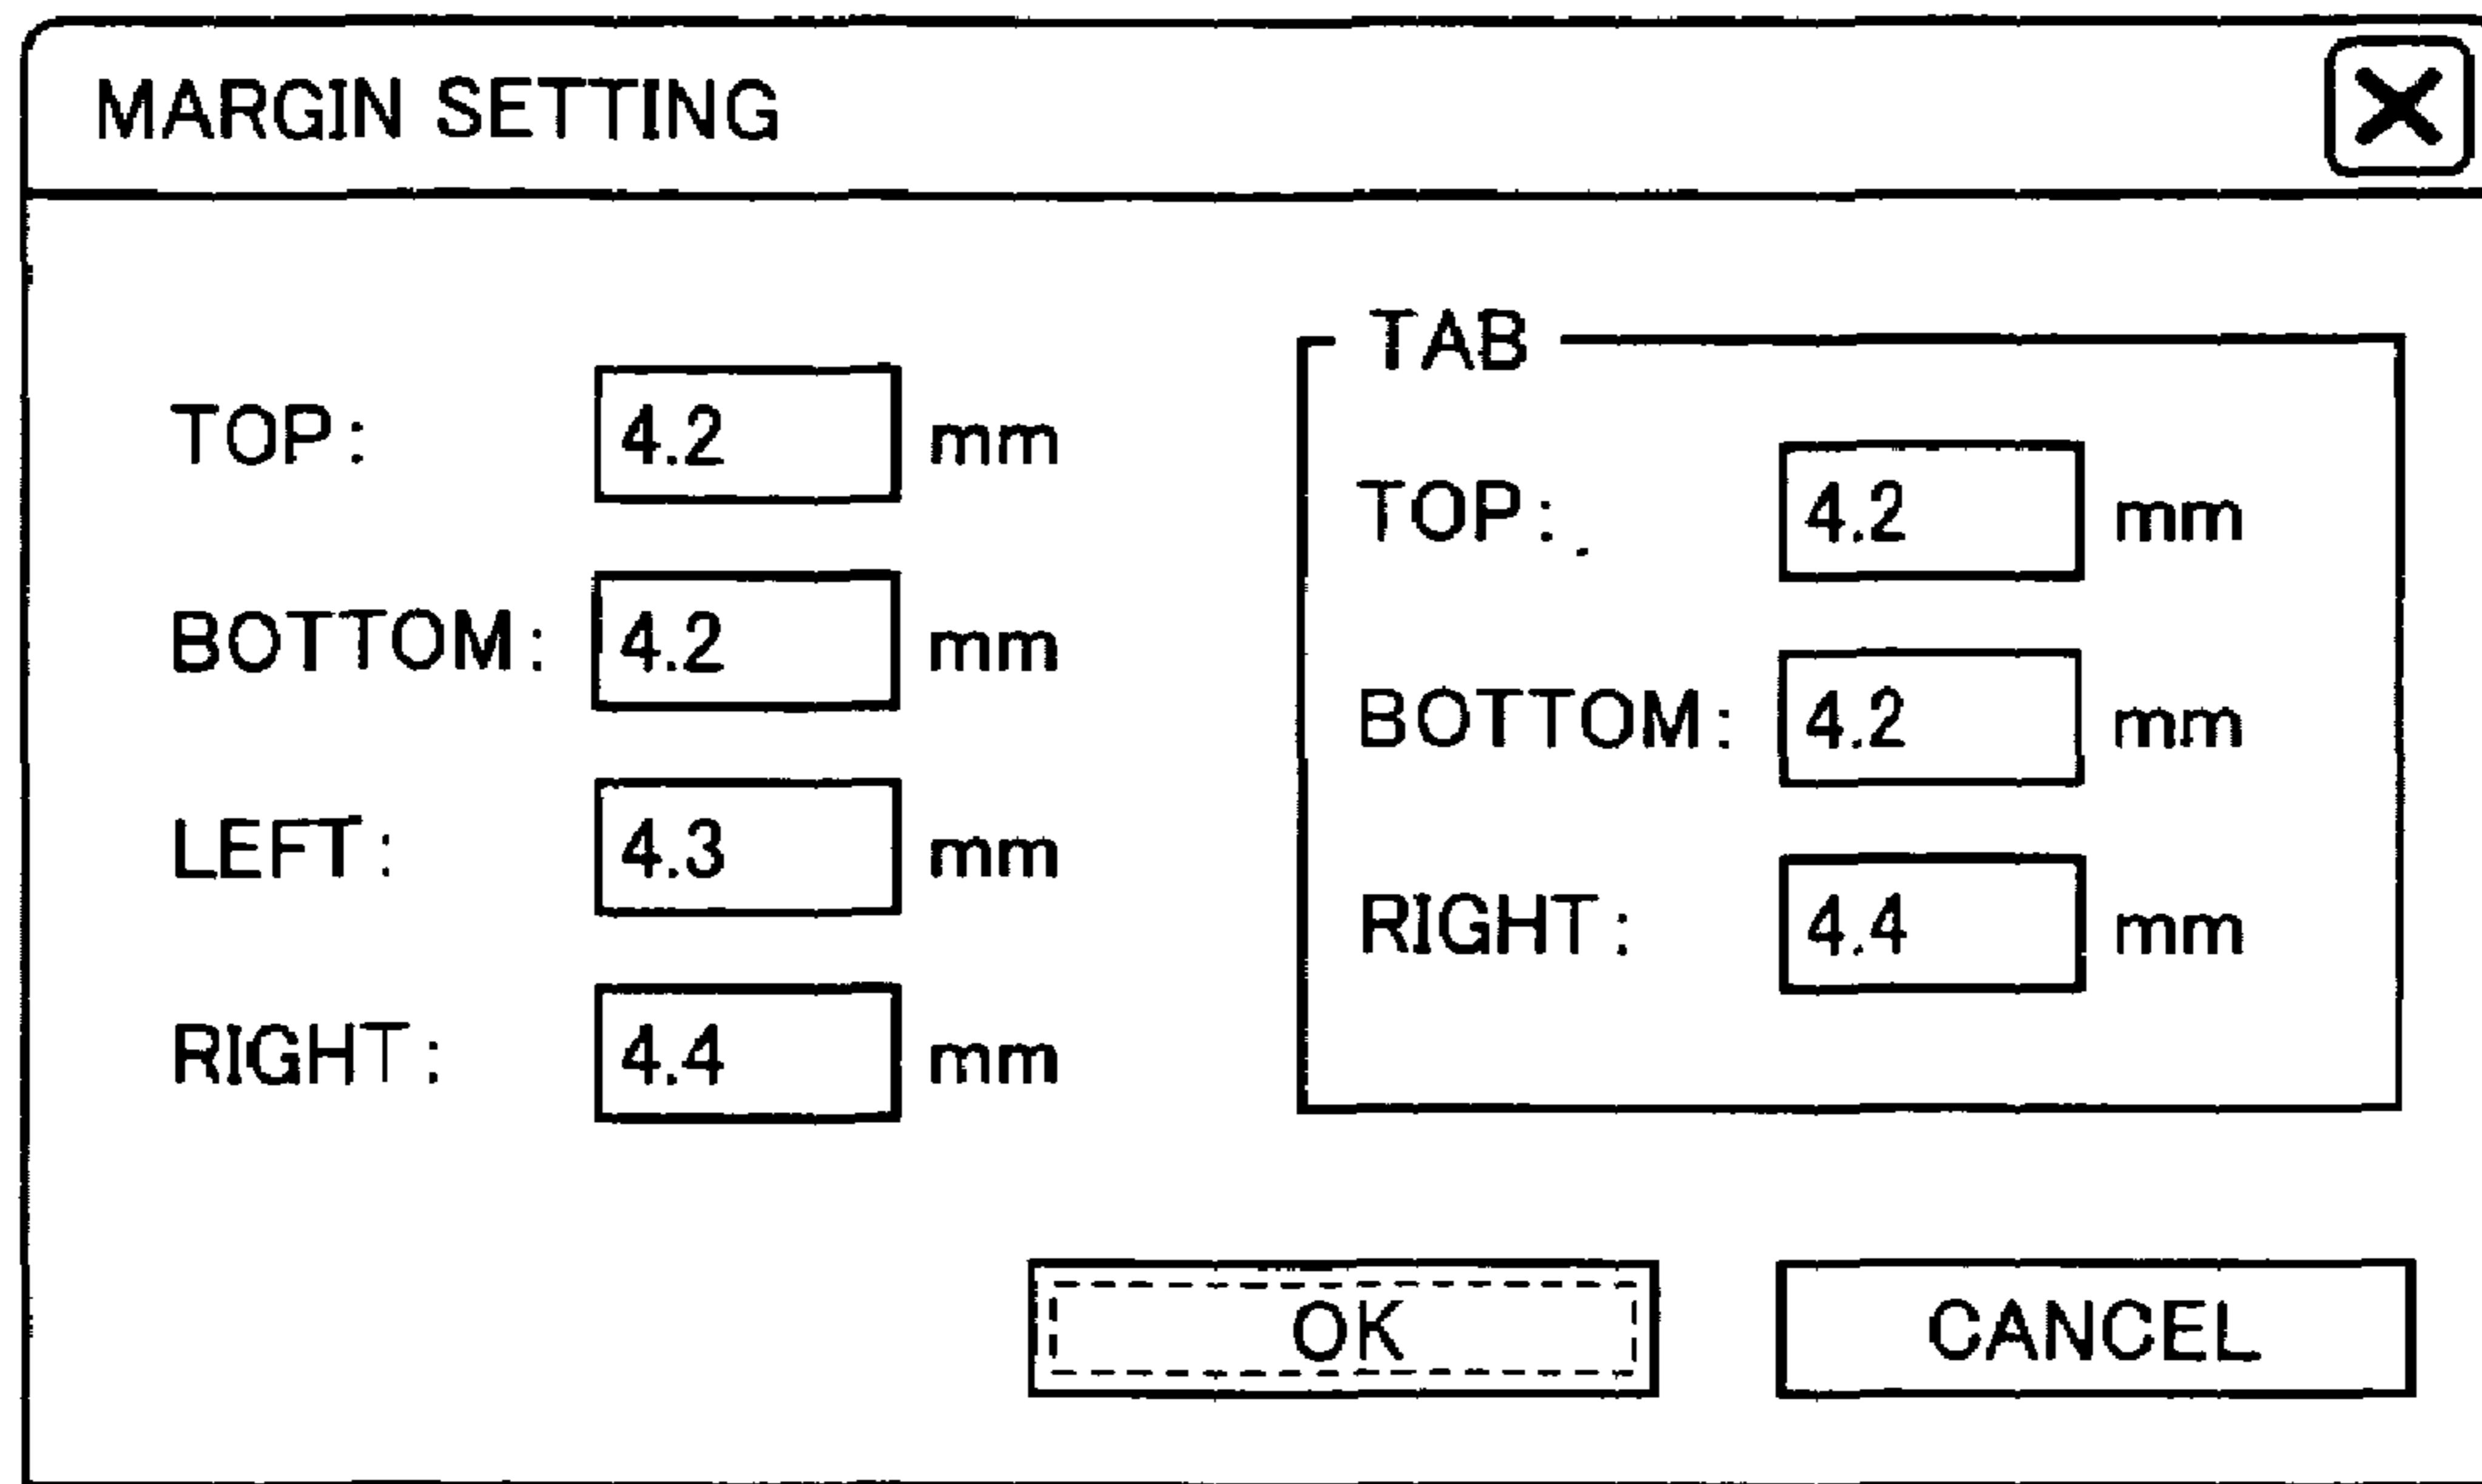 MARGIN SETTING
TOP: 4.2 mm
BOTTOM: 4.2 mm
LEFT: 4.3 mm
RIGHT: 4.4 mm
TAB
TOP: 4.2 mm
BOTTOM: 4.2 mm
RIGHT: 4.4 mm
OK CANCEL